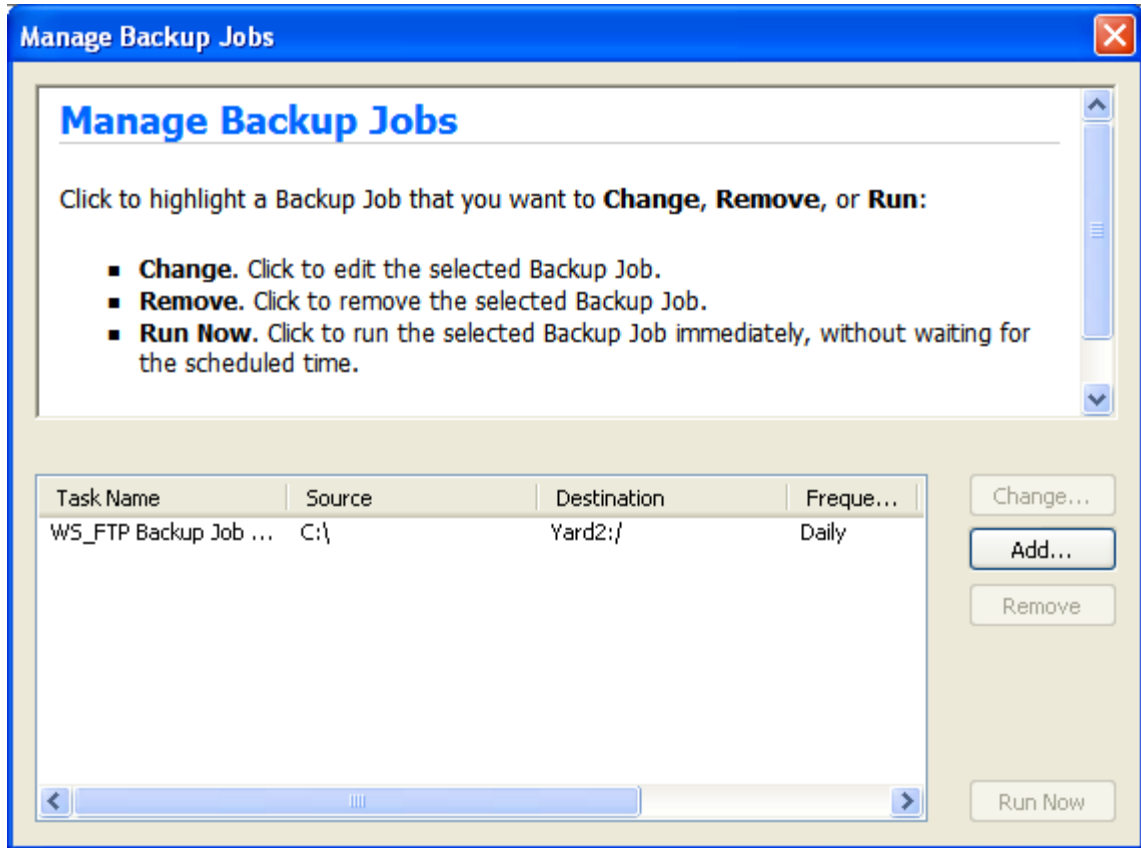 Manage Backup Jobs
Manage Backup Jobs
Click to highlight a Backup Job that you want to Change, Remove, or Run:
Change. Click to edit the selected Backup Job.
Remove. Click to remove the selected Backup Job.
Run Now. Click to run the selected Backup Job immediately, without waiting for
the scheduled time.
Task Name Source Destination Freque...
WS_FTP Backup Job ... C:\ Yard2:/ Daily
Change...
Add...
Remove
Run Now